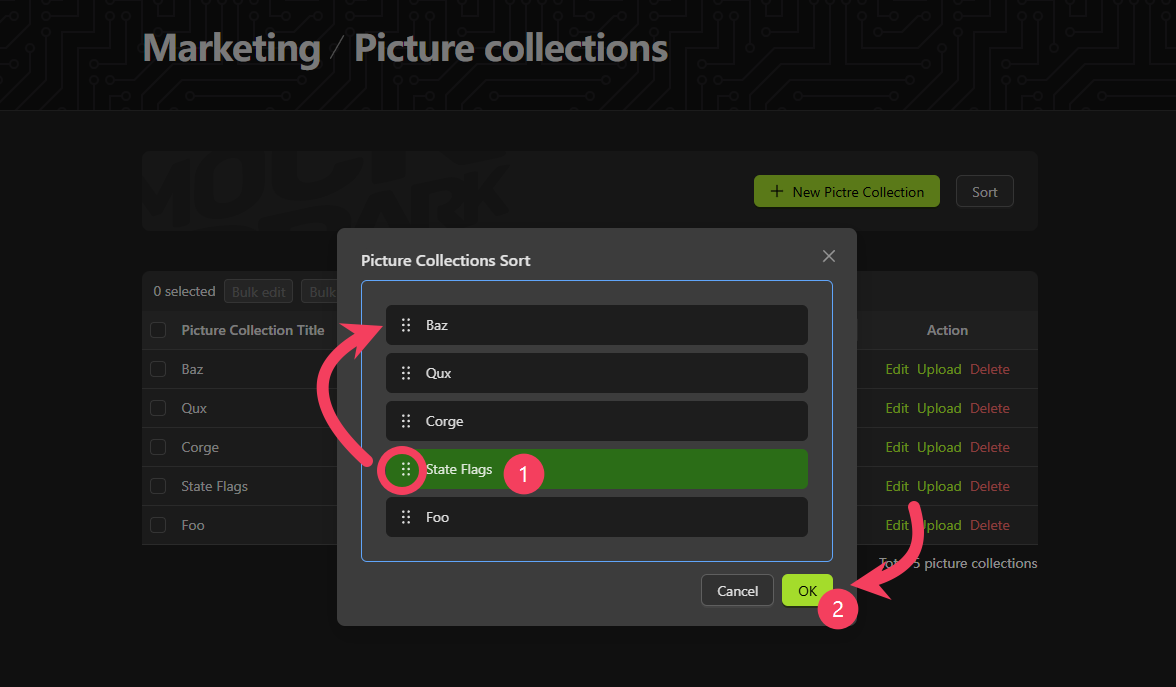 Marketing / Picture collections
+ New Pictre Collection Sort
Picture Collections Sort
0 selected Bulk edit Bulk
Picture Collection Title Action
Baz Edit Upload Delete
Qux Edit Upload Delete
Corge Edit Upload Delete
State Flags Edit Upload Delete
Foo Edit Upload Delete
Baz
Qux
Corge
State Flags 1
Foo
5 picture collections
Cancel OK 2